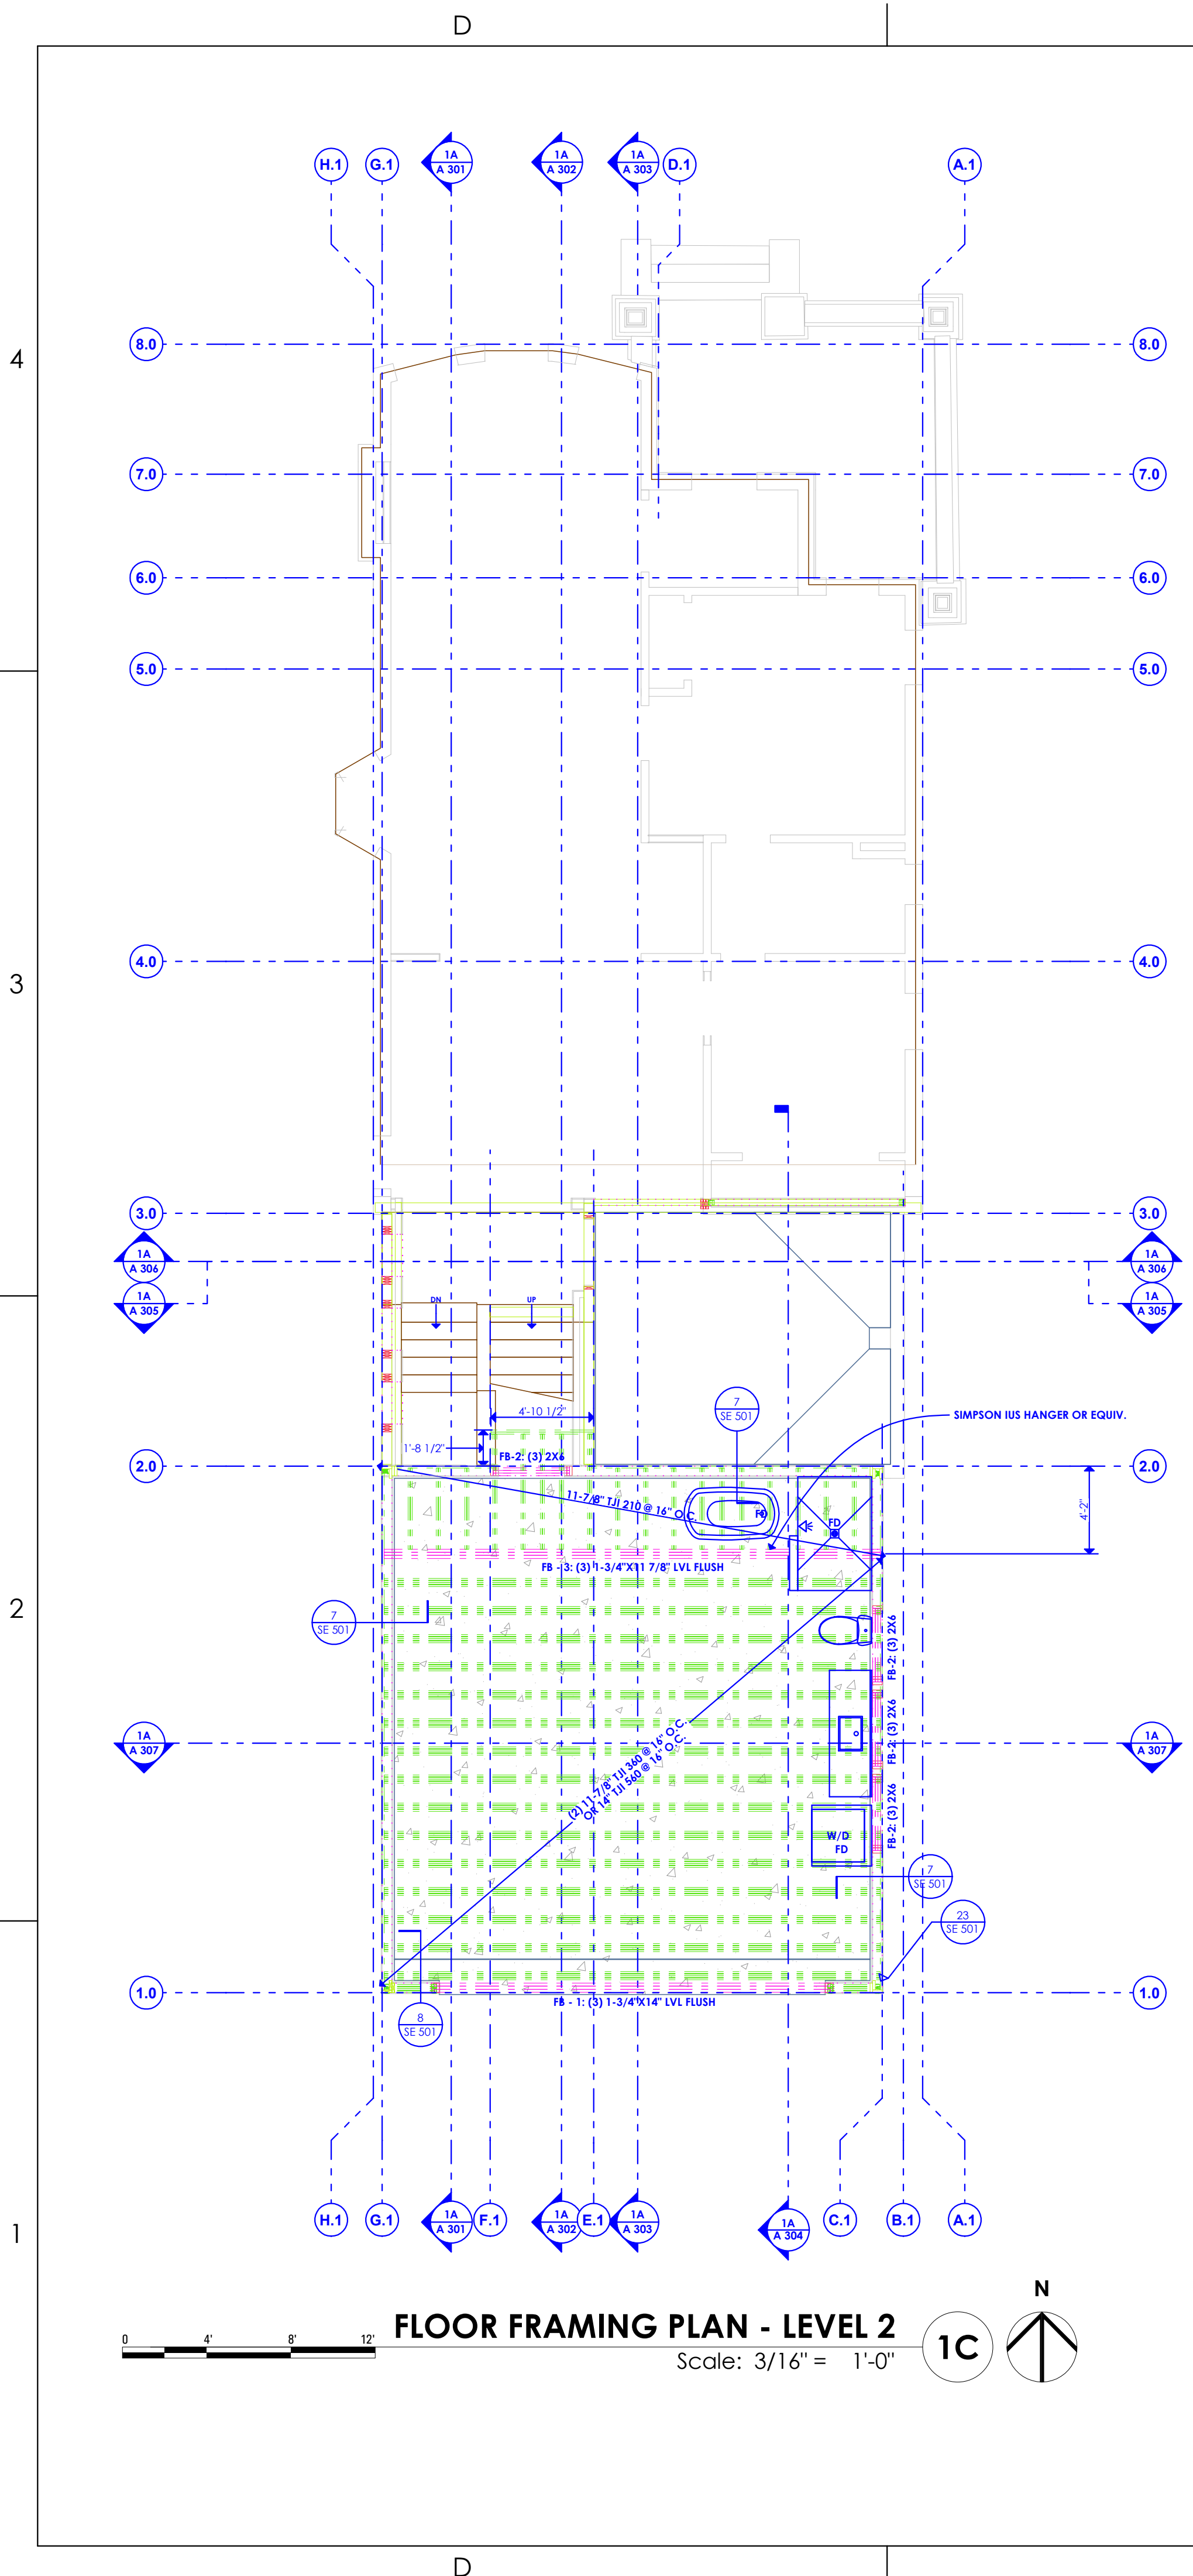 D
H.1
G.1
1A
A 301
1A
A 302
1A
A 303
D.1
A.1
4
8.0
8.0
7.0
7.0
6.0
6.0
5.0
5.0
3
4.0
4.0
3.0
3.0
1A
A 306
1A
A 306
1A
A 305
1A
A 305
DN
UP
4'-10 1/2"
7
SE 501
SIMPSON IUS HANGER OR EQUIV.
1'-8 1/2"
FB-2: (3) 2X6
2.0
2.0
11-7/8" TJI 210 @ 16" O.C.
FD
FD
4'-2"
FB - 3: (3) 1-3/4"X11 7/8" LVL FLUSH
2
7
SE 501
FB-2: (3) 2X6
FB-2: (3) 2X6
FB-2: (3) 2X6
1A
A 307
1A
A 307
(2) 11-7/8" TJI 360 @ 16" O.C.
OR 14" TJI 560 @ 16" O.C.
W/D
FD
7
SE 501
23
SE 501
1.0
1.0
FB - 1: (3) 1-3/4"X14" LVL FLUSH
8
SE 501
1
H.1
G.1
1A
A 301
F.1
1A
A 302
E.1
1A
A 303
1A
A 304
C.1
B.1
A.1
N
0 4' 8' 12'
FLOOR FRAMING PLAN - LEVEL 2
1C
Scale: 3/16" = 1'-0"
D